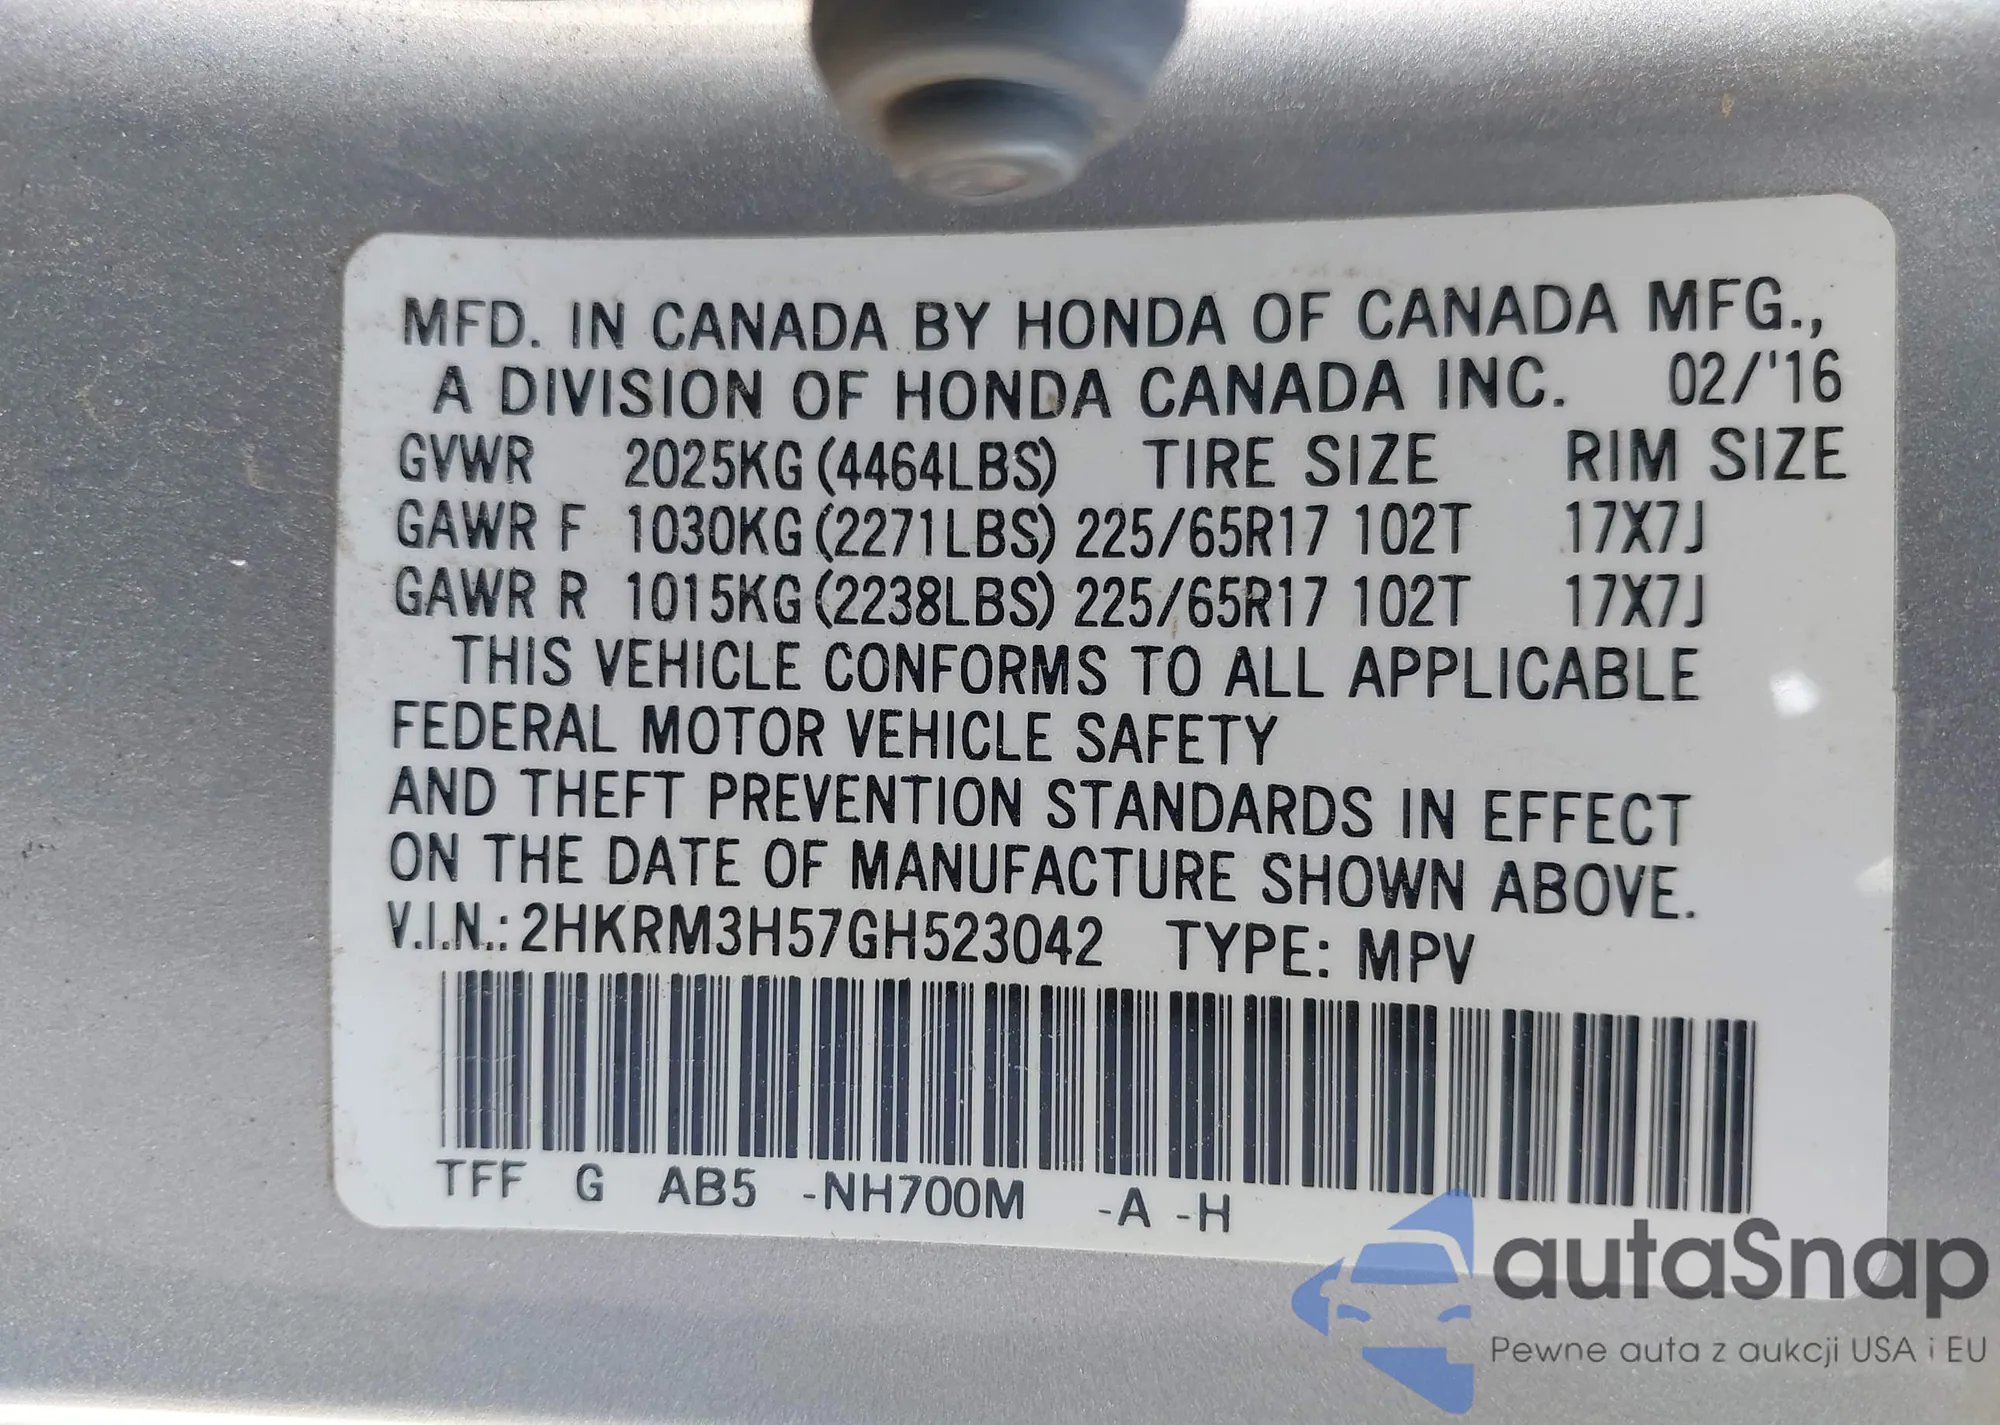 MFD. IN CANADA BY HONDA OF CANADA MFG.,
A DIVISION OF HONDA CANADA INC. 02/'16
GVWR 2025KG (4464LBS) TIRE SIZE RIM SIZE
GAWR F 1030KG (2271LBS) 225/65R17 102T 17X7J
GAWR R 1015KG (2238LBS) 225/65R17 102T 17X7J
THIS VEHICLE CONFORMS TO ALL APPLICABLE
FEDERAL MOTOR VEHICLE SAFETY
AND THEFT PREVENTION STANDARDS IN EFFECT
ON THE DATE OF MANUFACTURE SHOWN ABOVE.
V.I.N.: 2HKRM3H57GH523042 TYPE: MPV
TFF G AB5 -NH700M -A -H
autaSnap
Pewne auta z aukcji USA i EU